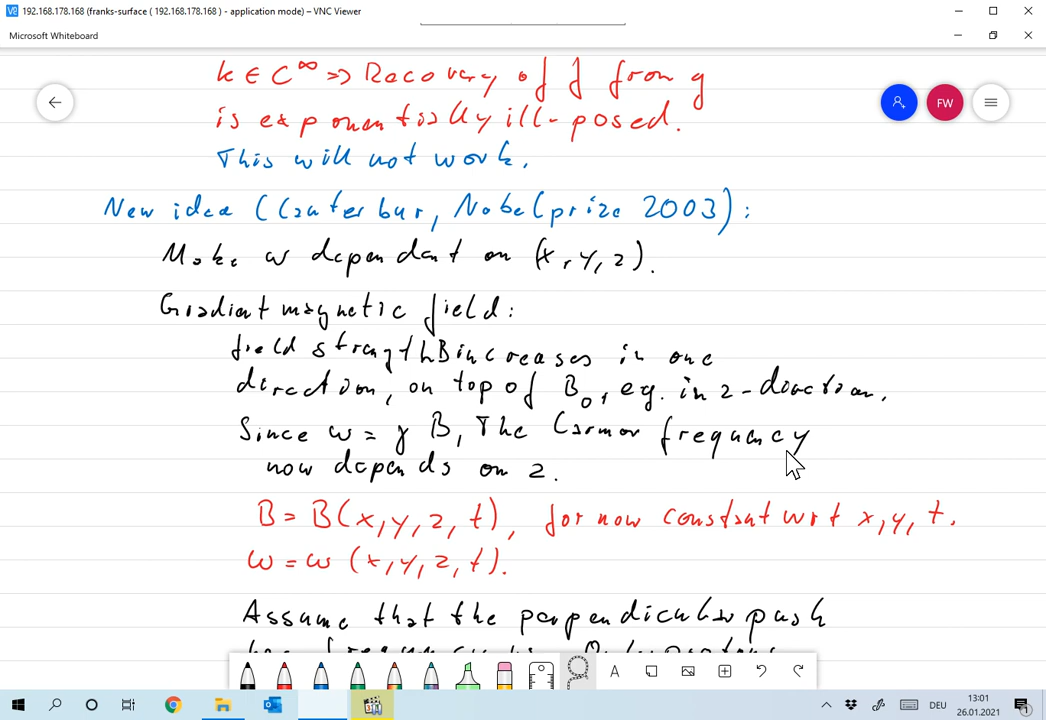 192.168.178.168 (franks-surface ( 192.168.178.168 ) - application mode) - VNC Viewer
Microsoft Whiteboard
k ∈ C^∞ ⇒ Recovery of f from g
is exponentially ill-posed.
This will not work.
New idea (Lauterbur, Nobelprize 2003):
Make ω dependent on (x, y, z).
FW
Gradient magnetic field:
field strength B increases in one
direction, on top of B₀, eg. in z-direction.
Since ω = γ B, The Larmor frequency
now depends on z.
B = B(x, y, z, t), for now constant wrt x, y, t.
ω = ω (x, y, z, t).
Assume that the perpendicular push
A
DEU
13:01
26.01.2021
1